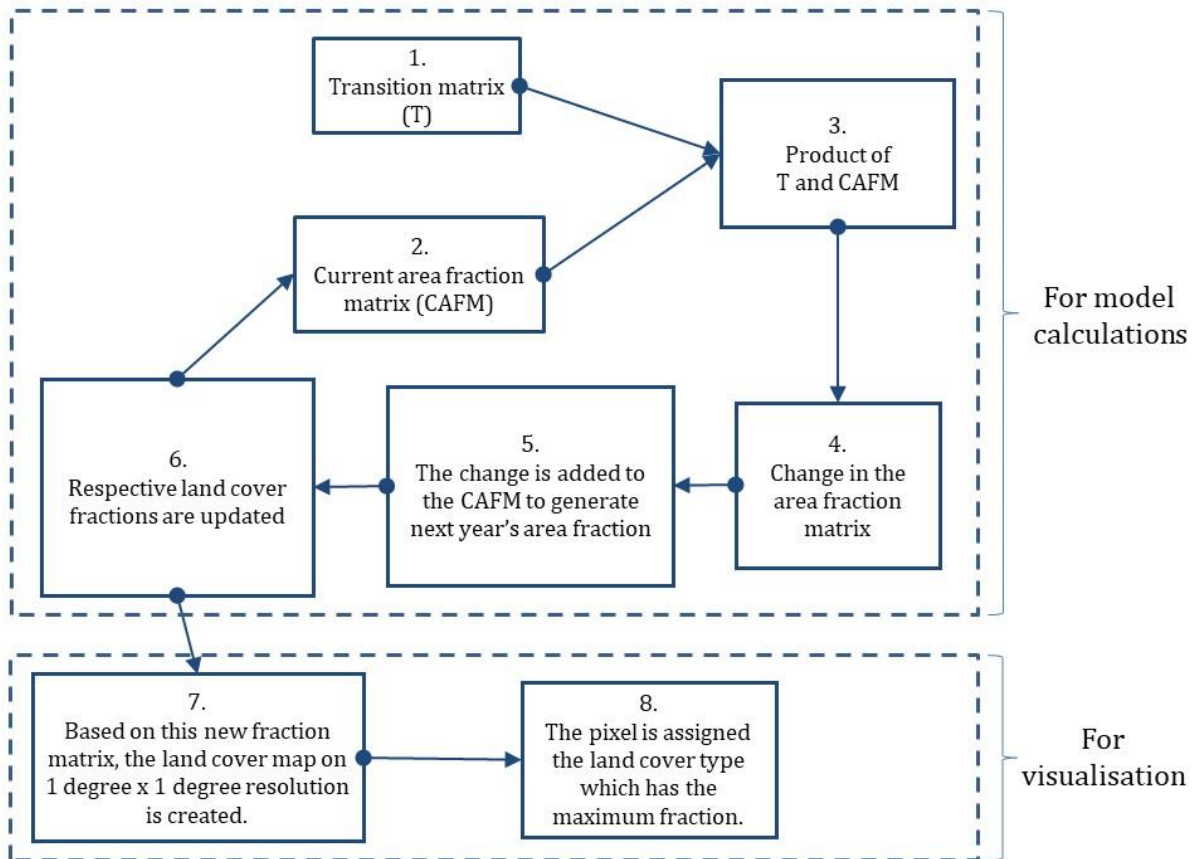 1.
Transition matrix
(T)
3.
Product of
T and CAFM
2.
Current area fraction
matrix (CAFM)
For model
calculations
6.
Respective land cover
fractions are updated
5.
The change is added to
the CAFM to generate
next year’s area fraction
4.
Change in the
area fraction
matrix
7.
Based on this new fraction
matrix, the land cover map on
1 degree x 1 degree resolution
is created.
8.
The pixel is assigned
the land cover type
which has the
maximum fraction.
For
visualisation